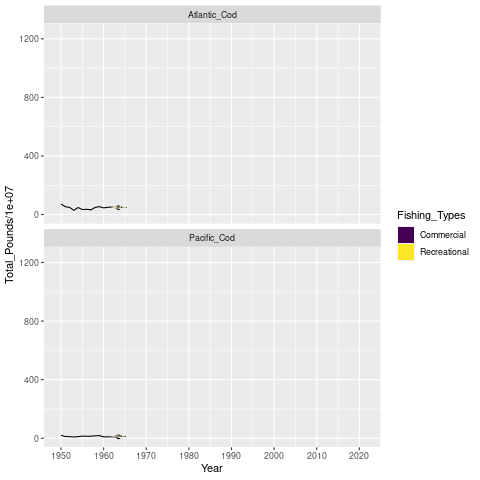 Atlantic_Cod
1200
800
400
0
Pacific_Cod
1200
800
400
0
1950 1960 1970 1980 1990 2000 2010 2020
Year
Total_Pounds/1e+07
Fishing_Types
Commercial
Recreational